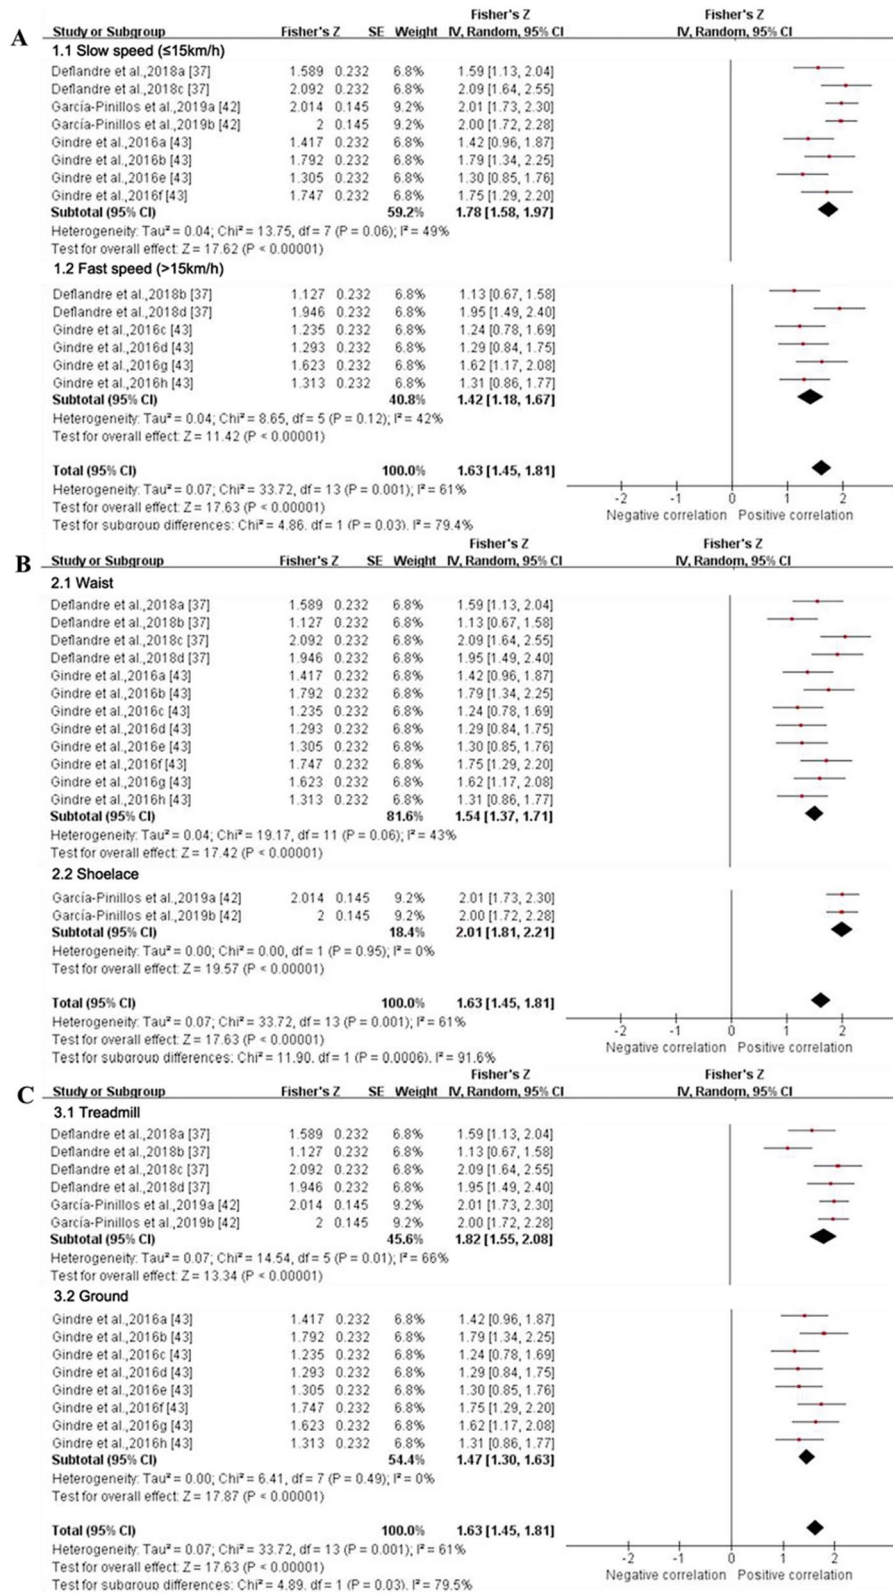 A
Fisher's Z Fisher's Z
Study or Subgroup Fisher's Z SE Weight IV, Random, 95% CI IV, Random, 95% CI
1.1 Slow speed (≤15km/h)
Deflandre et al.,2018a [37] 1.589 0.232 6.8% 1.59 [1.13, 2.04]
Deflandre et al.,2018c [37] 2.092 0.232 6.8% 2.09 [1.64, 2.55]
García-Pinillos et al.,2019a [42] 2.014 0.145 9.2% 2.01 [1.73, 2.30]
García-Pinillos et al.,2019b [42] 2 0.145 9.2% 2.00 [1.72, 2.28]
Gindre et al.,2016a [43] 1.417 0.232 6.8% 1.42 [0.96, 1.87]
Gindre et al.,2016b [43] 1.792 0.232 6.8% 1.79 [1.34, 2.25]
Gindre et al.,2016e [43] 1.305 0.232 6.8% 1.30 [0.85, 1.76]
Gindre et al.,2016f [43] 1.747 0.232 6.8% 1.75 [1.29, 2.20]
Subtotal (95% CI) 59.2% 1.78 [1.58, 1.97]
Heterogeneity: Tau² = 0.04; Chi² = 13.75, df = 7 (P = 0.06); I² = 49%
Test for overall effect: Z = 17.62 (P < 0.00001)
1.2 Fast speed (>15km/h)
Deflandre et al.,2018b [37] 1.127 0.232 6.8% 1.13 [0.67, 1.58]
Deflandre et al.,2018d [37] 1.946 0.232 6.8% 1.95 [1.49, 2.40]
Gindre et al.,2016c [43] 1.235 0.232 6.8% 1.24 [0.78, 1.69]
Gindre et al.,2016d [43] 1.293 0.232 6.8% 1.29 [0.84, 1.75]
Gindre et al.,2016g [43] 1.623 0.232 6.8% 1.62 [1.17, 2.08]
Gindre et al.,2016h [43] 1.313 0.232 6.8% 1.31 [0.86, 1.77]
Subtotal (95% CI) 40.8% 1.42 [1.18, 1.67]
Heterogeneity: Tau² = 0.04; Chi² = 8.65, df = 5 (P = 0.12); I² = 42%
Test for overall effect: Z = 11.42 (P < 0.00001)
Total (95% CI) 100.0% 1.63 [1.45, 1.81]
Heterogeneity: Tau² = 0.07; Chi² = 33.72, df = 13 (P = 0.001); I² = 61%
Test for overall effect: Z = 17.63 (P < 0.00001)
Test for subgroup differences: Chi² = 4.86, df = 1 (P = 0.03), I² = 79.4%
-2 -1 0 1 2
Negative correlation Positive correlation
B
Fisher's Z Fisher's Z
Study or Subgroup Fisher's Z SE Weight IV, Random, 95% CI IV, Random, 95% CI
2.1 Waist
Deflandre et al.,2018a [37] 1.589 0.232 6.8% 1.59 [1.13, 2.04]
Deflandre et al.,2018b [37] 1.127 0.232 6.8% 1.13 [0.67, 1.58]
Deflandre et al.,2018c [37] 2.092 0.232 6.8% 2.09 [1.64, 2.55]
Deflandre et al.,2018d [37] 1.946 0.232 6.8% 1.95 [1.49, 2.40]
Gindre et al.,2016a [43] 1.417 0.232 6.8% 1.42 [0.96, 1.87]
Gindre et al.,2016b [43] 1.792 0.232 6.8% 1.79 [1.34, 2.25]
Gindre et al.,2016c [43] 1.235 0.232 6.8% 1.24 [0.78, 1.69]
Gindre et al.,2016d [43] 1.293 0.232 6.8% 1.29 [0.84, 1.75]
Gindre et al.,2016e [43] 1.305 0.232 6.8% 1.30 [0.85, 1.76]
Gindre et al.,2016f [43] 1.747 0.232 6.8% 1.75 [1.29, 2.20]
Gindre et al.,2016g [43] 1.623 0.232 6.8% 1.62 [1.17, 2.08]
Gindre et al.,2016h [43] 1.313 0.232 6.8% 1.31 [0.86, 1.77]
Subtotal (95% CI) 81.6% 1.54 [1.37, 1.71]
Heterogeneity: Tau² = 0.04; Chi² = 19.17, df = 11 (P = 0.06); I² = 43%
Test for overall effect: Z = 17.42 (P < 0.00001)
2.2 Shoelace
García-Pinillos et al.,2019a [42] 2.014 0.145 9.2% 2.01 [1.73, 2.30]
García-Pinillos et al.,2019b [42] 2 0.145 9.2% 2.00 [1.72, 2.28]
Subtotal (95% CI) 18.4% 2.01 [1.81, 2.21]
Heterogeneity: Tau² = 0.00; Chi² = 0.00, df = 1 (P = 0.95); I² = 0%
Test for overall effect: Z = 19.57 (P < 0.00001)
Total (95% CI) 100.0% 1.63 [1.45, 1.81]
Heterogeneity: Tau² = 0.07; Chi² = 33.72, df = 13 (P = 0.001); I² = 61%
Test for overall effect: Z = 17.63 (P < 0.00001)
Test for subgroup differences: Chi² = 11.90, df = 1 (P = 0.0006), I² = 91.6%
-2 -1 0 1 2
Negative correlation Positive correlation
C
Fisher's Z Fisher's Z
Study or Subgroup Fisher's Z SE Weight IV, Random, 95% CI IV, Random, 95% CI
3.1 Treadmill
Deflandre et al.,2018a [37] 1.589 0.232 6.8% 1.59 [1.13, 2.04]
Deflandre et al.,2018b [37] 1.127 0.232 6.8% 1.13 [0.67, 1.58]
Deflandre et al.,2018c [37] 2.092 0.232 6.8% 2.09 [1.64, 2.55]
Deflandre et al.,2018d [37] 1.946 0.232 6.8% 1.95 [1.49, 2.40]
García-Pinillos et al.,2019a [42] 2.014 0.145 9.2% 2.01 [1.73, 2.30]
García-Pinillos et al.,2019b [42] 2 0.145 9.2% 2.00 [1.72, 2.28]
Subtotal (95% CI) 45.6% 1.82 [1.55, 2.08]
Heterogeneity: Tau² = 0.07; Chi² = 14.54, df = 5 (P = 0.01); I² = 66%
Test for overall effect: Z = 13.34 (P < 0.00001)
3.2 Ground
Gindre et al.,2016a [43] 1.417 0.232 6.8% 1.42 [0.96, 1.87]
Gindre et al.,2016b [43] 1.792 0.232 6.8% 1.79 [1.34, 2.25]
Gindre et al.,2016c [43] 1.235 0.232 6.8% 1.24 [0.78, 1.69]
Gindre et al.,2016d [43] 1.293 0.232 6.8% 1.29 [0.84, 1.75]
Gindre et al.,2016e [43] 1.305 0.232 6.8% 1.30 [0.85, 1.76]
Gindre et al.,2016f [43] 1.747 0.232 6.8% 1.75 [1.29, 2.20]
Gindre et al.,2016g [43] 1.623 0.232 6.8% 1.62 [1.17, 2.08]
Gindre et al.,2016h [43] 1.313 0.232 6.8% 1.31 [0.86, 1.77]
Subtotal (95% CI) 54.4% 1.47 [1.30, 1.63]
Heterogeneity: Tau² = 0.00; Chi² = 6.41, df = 7 (P = 0.49); I² = 0%
Test for overall effect: Z = 17.87 (P < 0.00001)
Total (95% CI) 100.0% 1.63 [1.45, 1.81]
Heterogeneity: Tau² = 0.07; Chi² = 33.72, df = 13 (P = 0.001); I² = 61%
Test for overall effect: Z = 17.63 (P < 0.00001)
Test for subgroup differences: Chi² = 4.89, df = 1 (P = 0.03), I² = 79.5%
-2 -1 0 1 2
Negative correlation Positive correlation